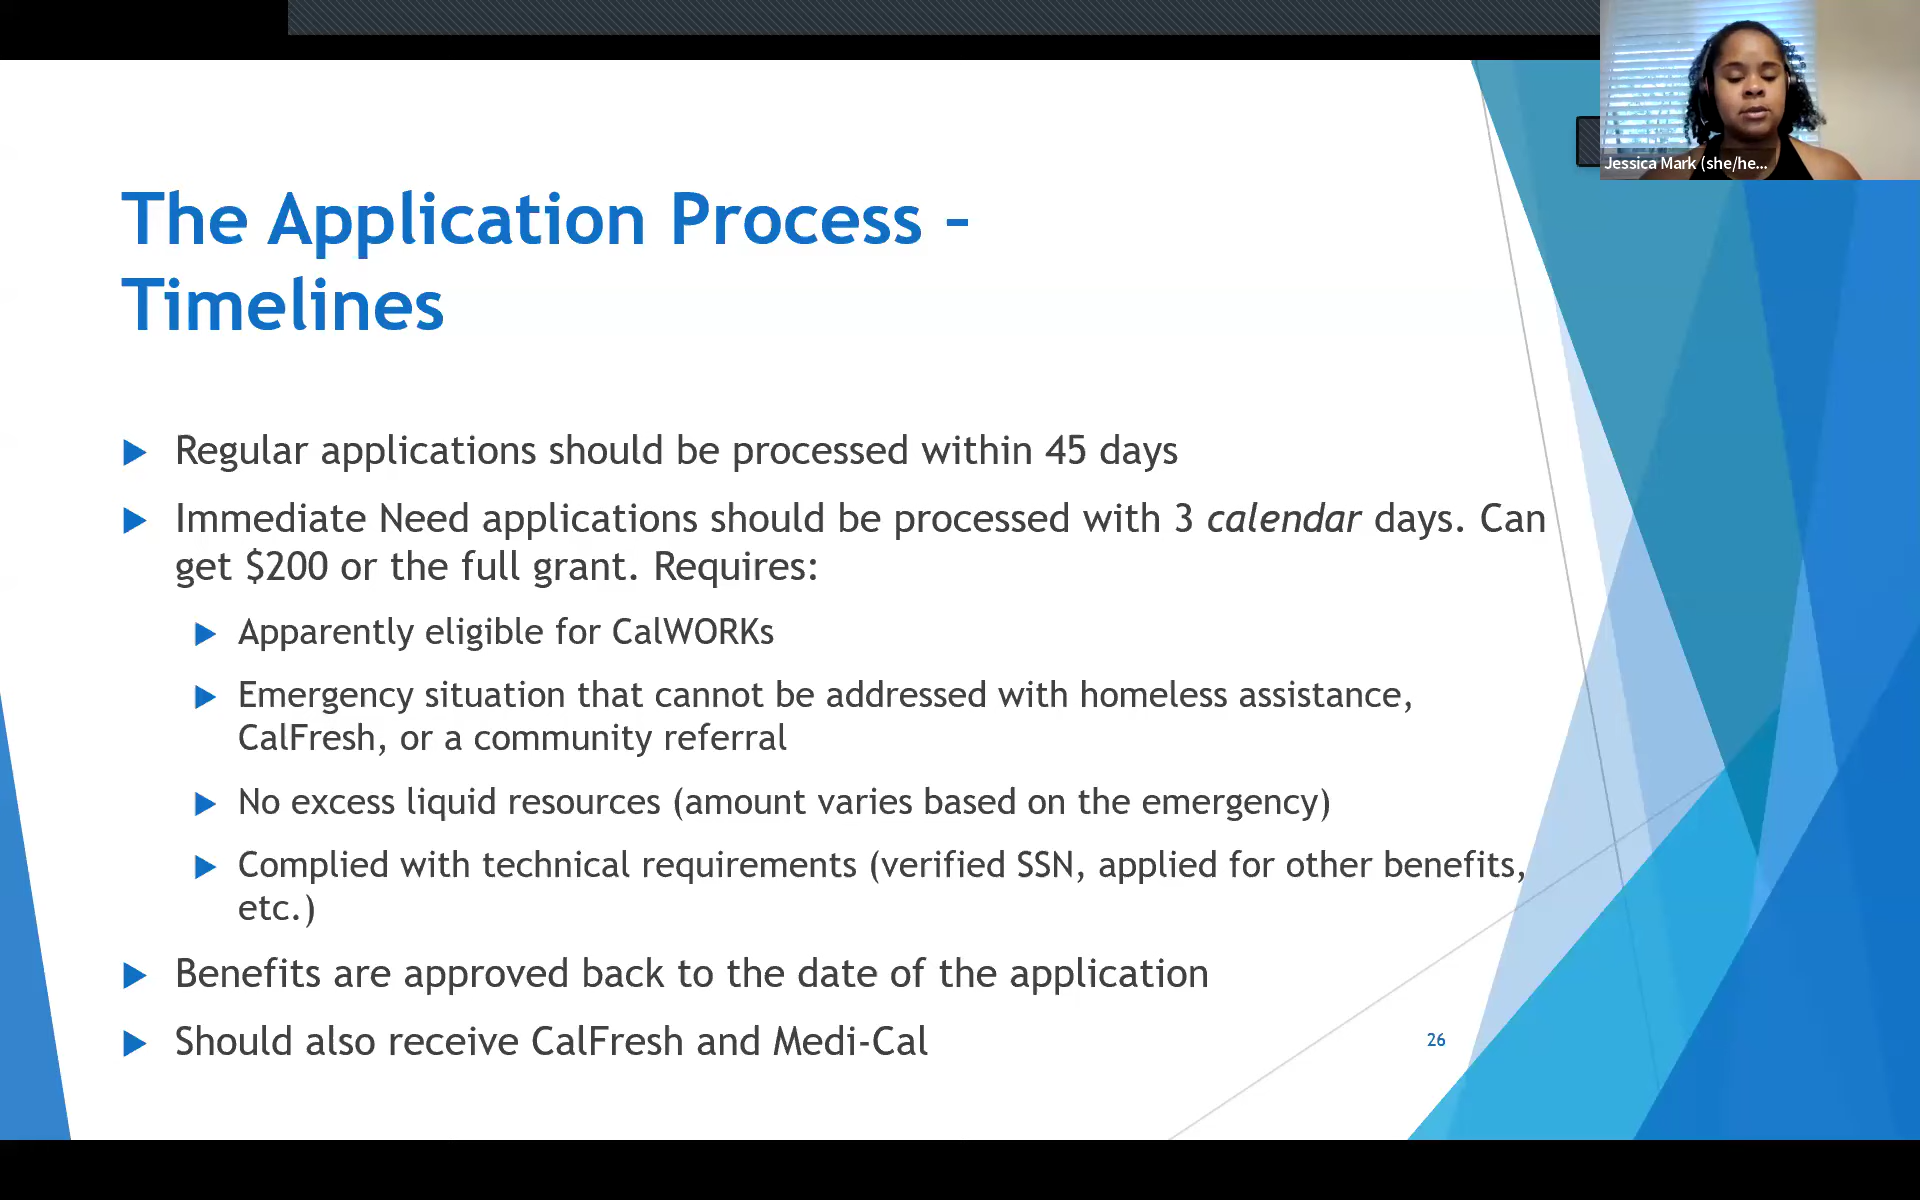 Jessica Mark (she/he...
The Application Process –
Timelines
Regular applications should be processed within 45 days
Immediate Need applications should be processed with 3 calendar days. Can
get $200 or the full grant. Requires:
Apparently eligible for CalWORKs
Emergency situation that cannot be addressed with homeless assistance,
CalFresh, or a community referral
No excess liquid resources (amount varies based on the emergency)
Complied with technical requirements (verified SSN, applied for other benefits,
etc.)
Benefits are approved back to the date of the application
Should also receive CalFresh and Medi-Cal
26